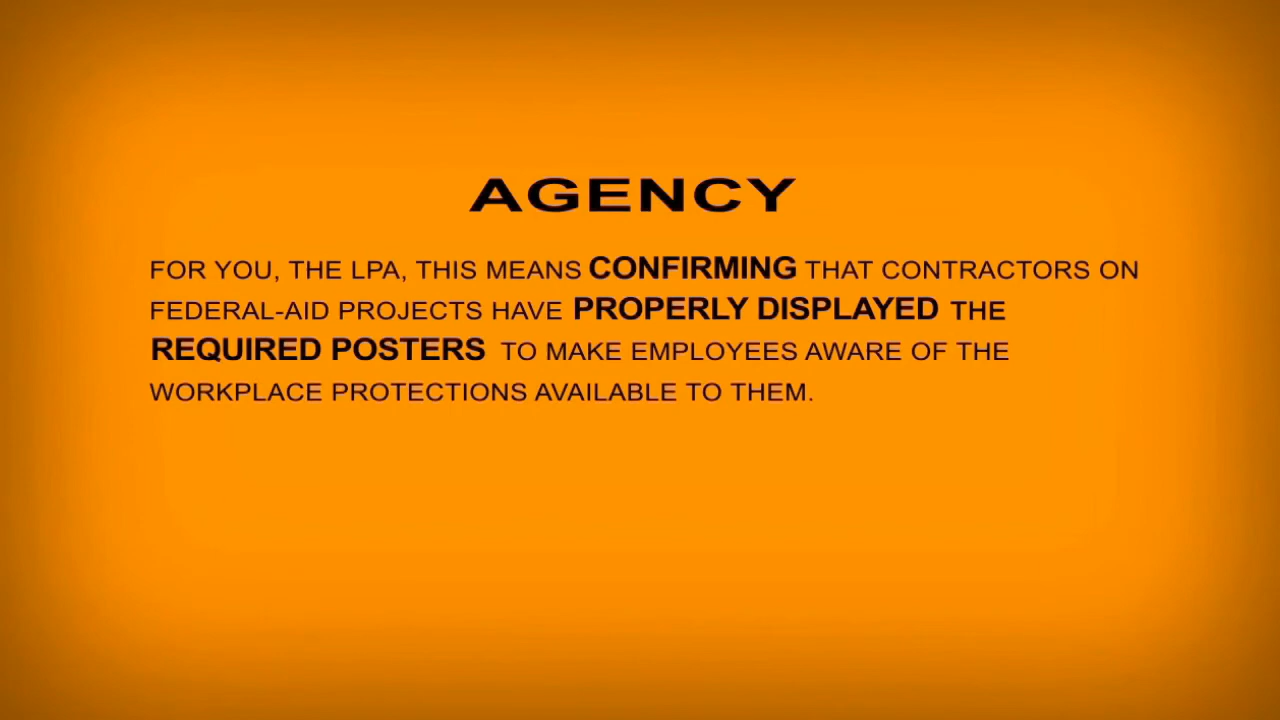 AGENCY
FOR YOU, THE LPA, THIS MEANS CONFIRMING THAT CONTRACTORS ON
FEDERAL-AID PROJECTS HAVE PROPERLY DISPLAYED THE
REQUIRED POSTERS TO MAKE EMPLOYEES AWARE OF THE
WORKPLACE PROTECTIONS AVAILABLE TO THEM.